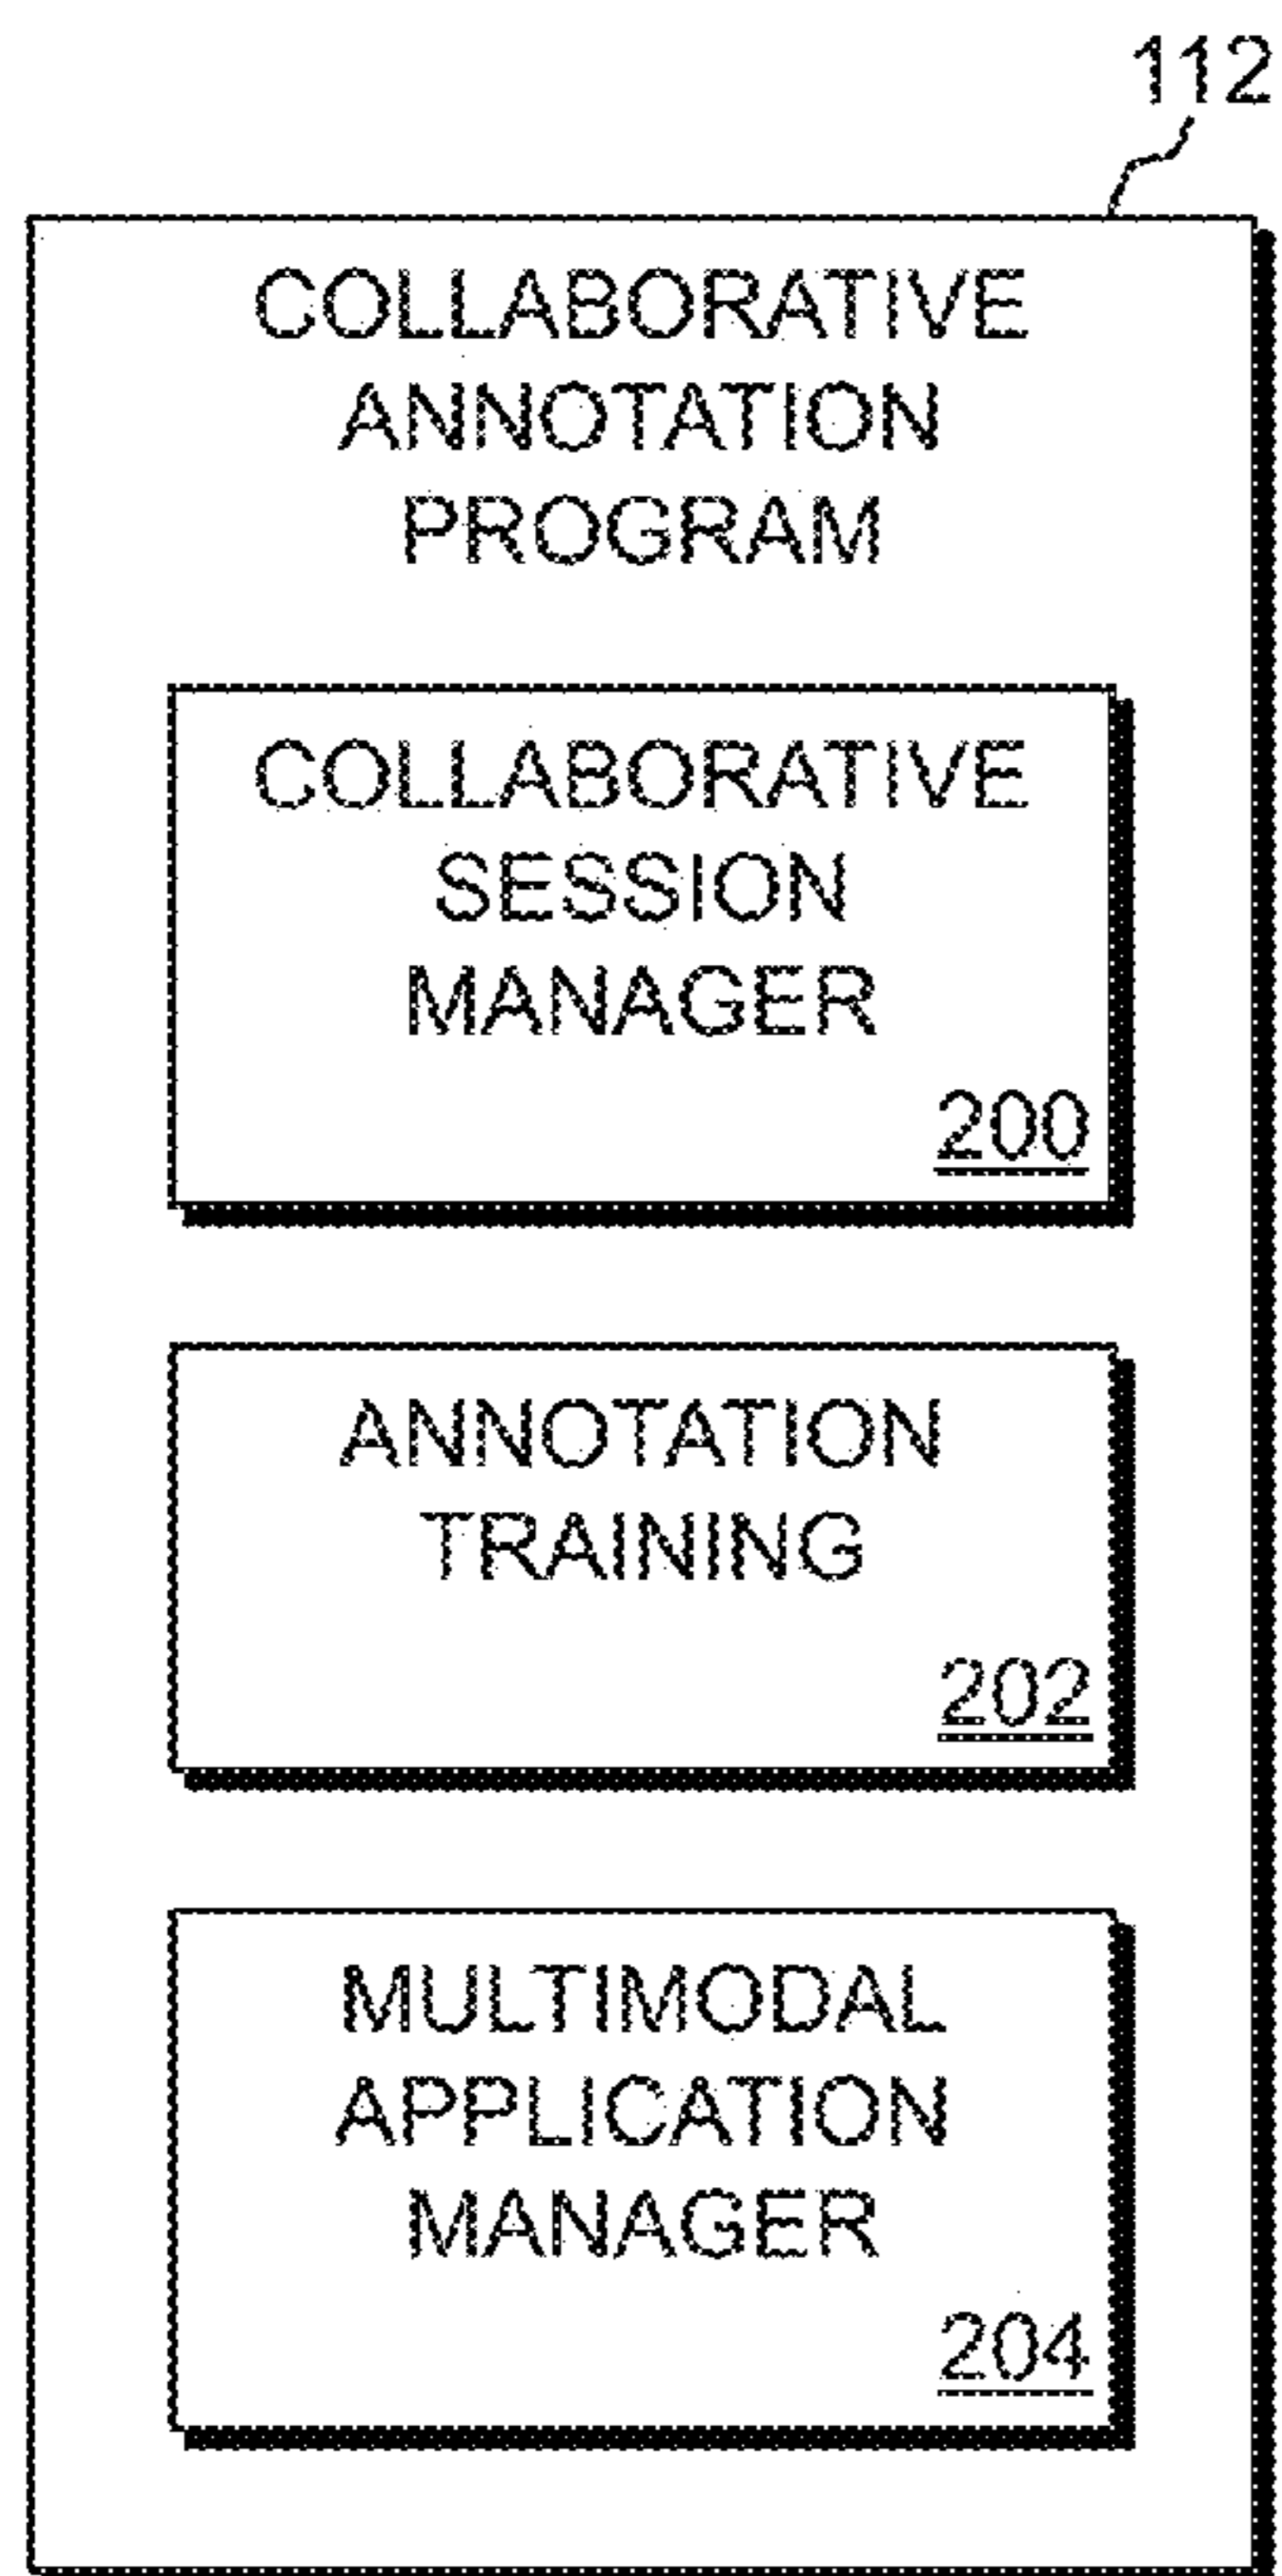 112
COLLABORATIVE
ANNOTATION
PROGRAM
COLLABORATIVE
SESSION
MANAGER
200
ANNOTATION
TRAINING
202
MULTIMODAL
APPLICATION
MANAGER
204